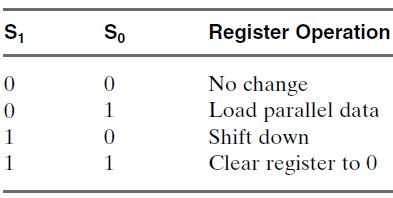 S₁ S₀ Register Operation
0 0 No change
0 1 Load parallel data
1 0 Shift down
1 1 Clear register to 0